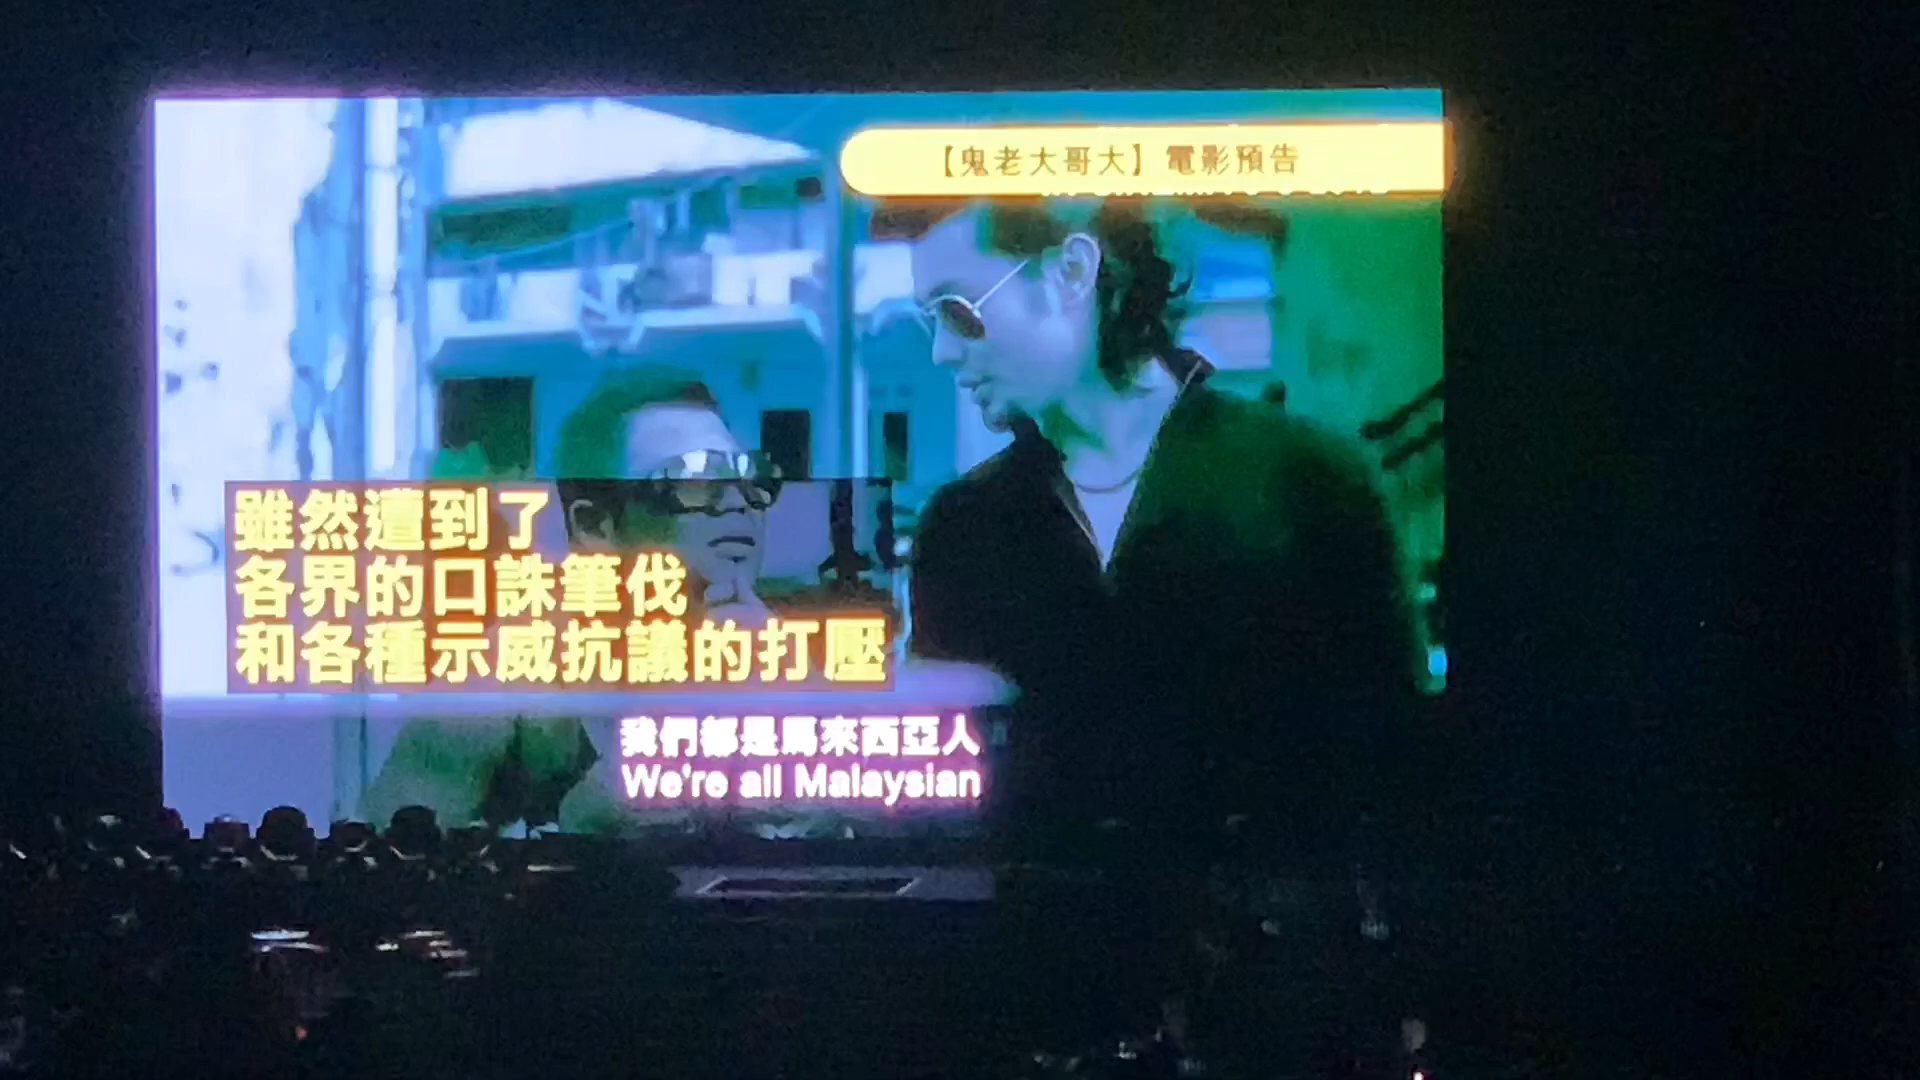 【鬼老大哥大】電影預告
雖然遭到了
各界的口誅筆伐
和各種示威抗議的打壓
我們都是馬來西亞人
We're all Malaysian